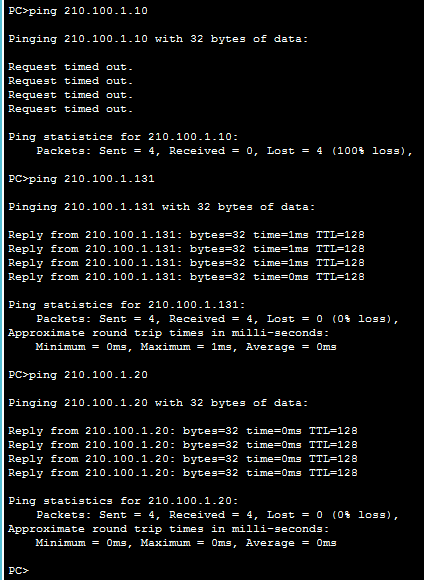 PC>ping 210.100.1.10
Pinging 210.100.1.10 with 32 bytes of data:
Request timed out.
Request timed out.
Request timed out.
Request timed out.
Ping statistics for 210.100.1.10:
Packets: Sent = 4, Received = 0, Lost = 4 (100% loss),
PC>ping 210.100.1.131
Pinging 210.100.1.131 with 32 bytes of data:
Reply from 210.100.1.131: bytes=32 time=1ms TTL=128
Reply from 210.100.1.131: bytes=32 time=1ms TTL=128
Reply from 210.100.1.131: bytes=32 time=1ms TTL=128
Reply from 210.100.1.131: bytes=32 time=0ms TTL=128
Ping statistics for 210.100.1.131:
Packets: Sent = 4, Received = 4, Lost = 0 (0% loss),
Approximate round trip times in milli-seconds:
Minimum = 0ms, Maximum = 1ms, Average = 0ms
PC>ping 210.100.1.20
Pinging 210.100.1.20 with 32 bytes of data:
Reply from 210.100.1.20: bytes=32 time=0ms TTL=128
Reply from 210.100.1.20: bytes=32 time=0ms TTL=128
Reply from 210.100.1.20: bytes=32 time=0ms TTL=128
Reply from 210.100.1.20: bytes=32 time=0ms TTL=128
Ping statistics for 210.100.1.20:
Packets: Sent = 4, Received = 4, Lost = 0 (0% loss),
Approximate round trip times in milli-seconds:
Minimum = 0ms, Maximum = 0ms, Average = 0ms
PC>